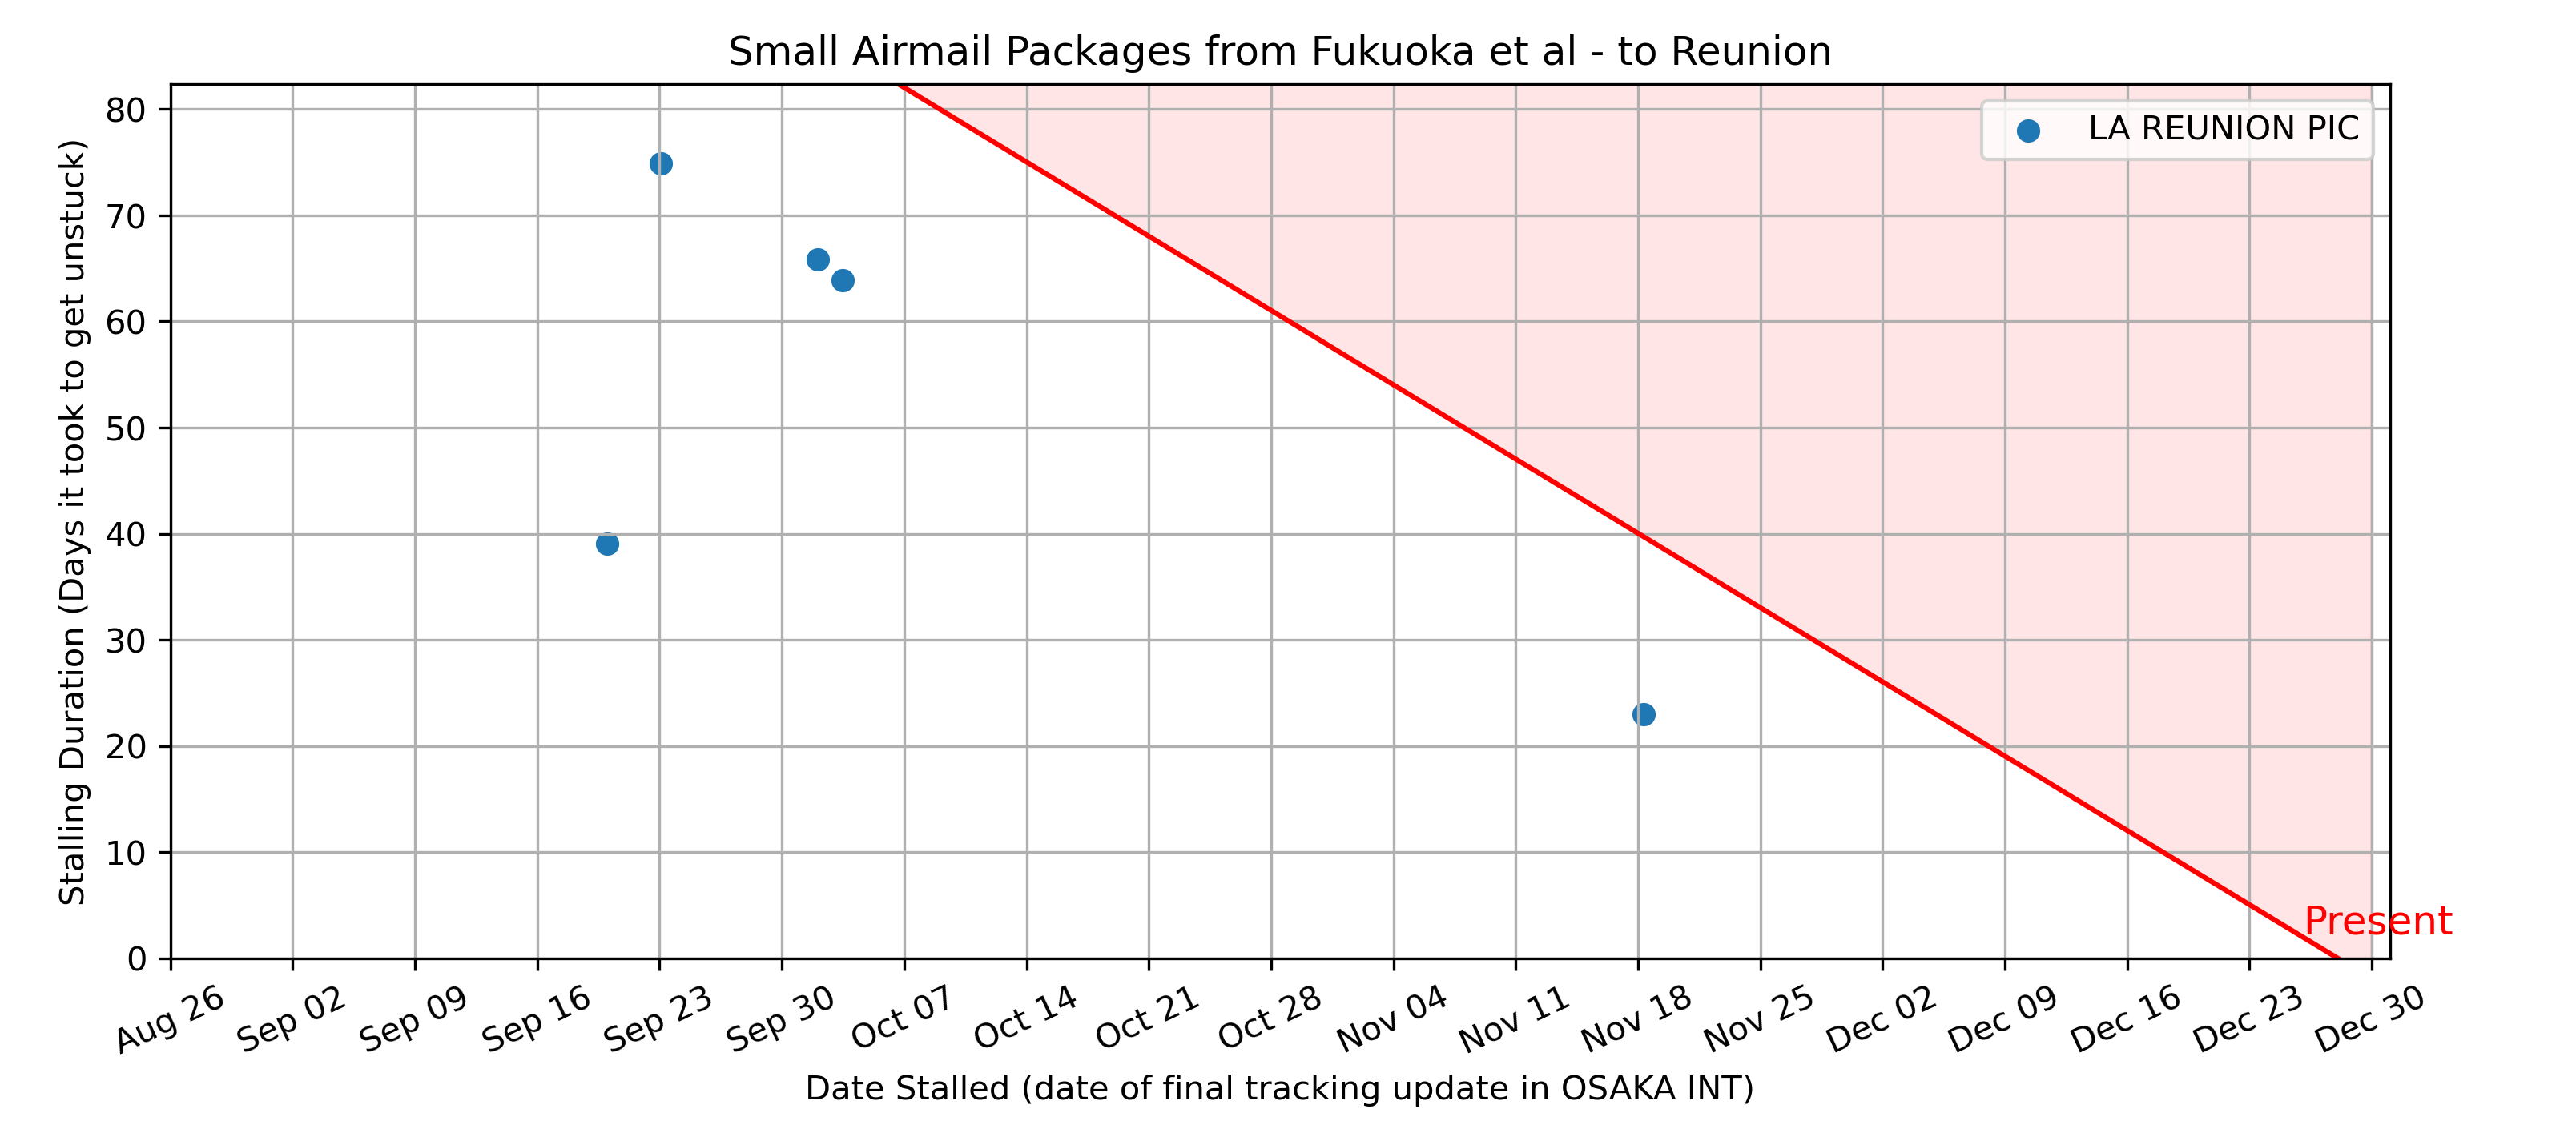 Small Airmail Packages from Fukuoka et al - to Reunion
LA REUNION PIC
Stalling Duration (Days it took to get unstuck)
80
70
60
50
40
30
20
10
0
Present
Aug 26 Sep 02 Sep 09 Sep 16 Sep 23 Sep 30 Oct 07 Oct 14 Oct 21 Oct 28 Nov 04 Nov 11 Nov 18 Nov 25 Dec 02 Dec 09 Dec 16 Dec 23 Dec 30
Date Stalled (date of final tracking update in OSAKA INT)